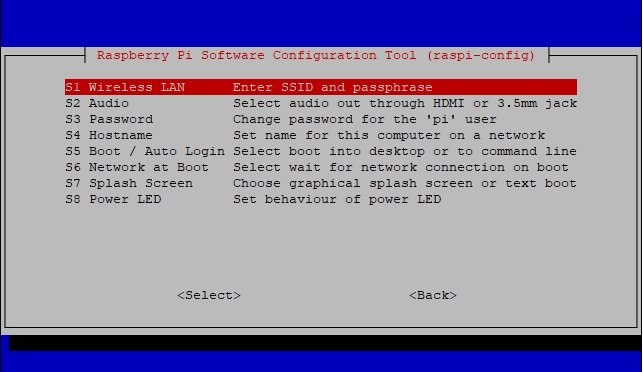 Raspberry Pi Software Configuration Tool (raspi-config)
S1 Wireless LAN Enter SSID and passphrase
S2 Audio Select audio out through HDMI or 3.5mm jack
S3 Password Change password for the 'pi' user
S4 Hostname Set name for this computer on a network
S5 Boot / Auto Login Select boot into desktop or to command line
S6 Network at Boot Select wait for network connection on boot
S7 Splash Screen Choose graphical splash screen or text boot
S8 Power LED Set behaviour of power LED
<Select> <Back>